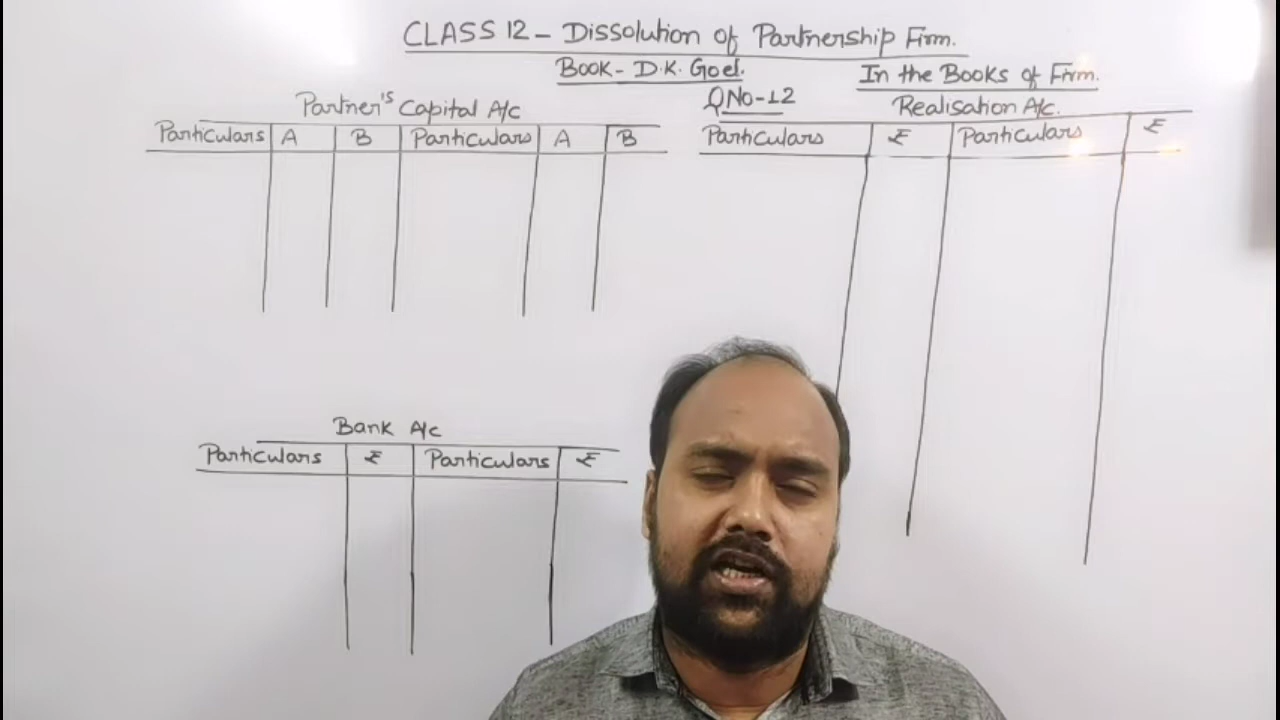 CLASS 12 - Dissolution of Partnership Firm.
Book - D.K. Goel.
In the Books of Firm.
Q No-12
Partner's Capital A/c
Particulars A B Particulars A B
Realisation A/c.
Particulars ₹ Particulars ₹
Bank A/c
Particulars ₹ Particulars ₹